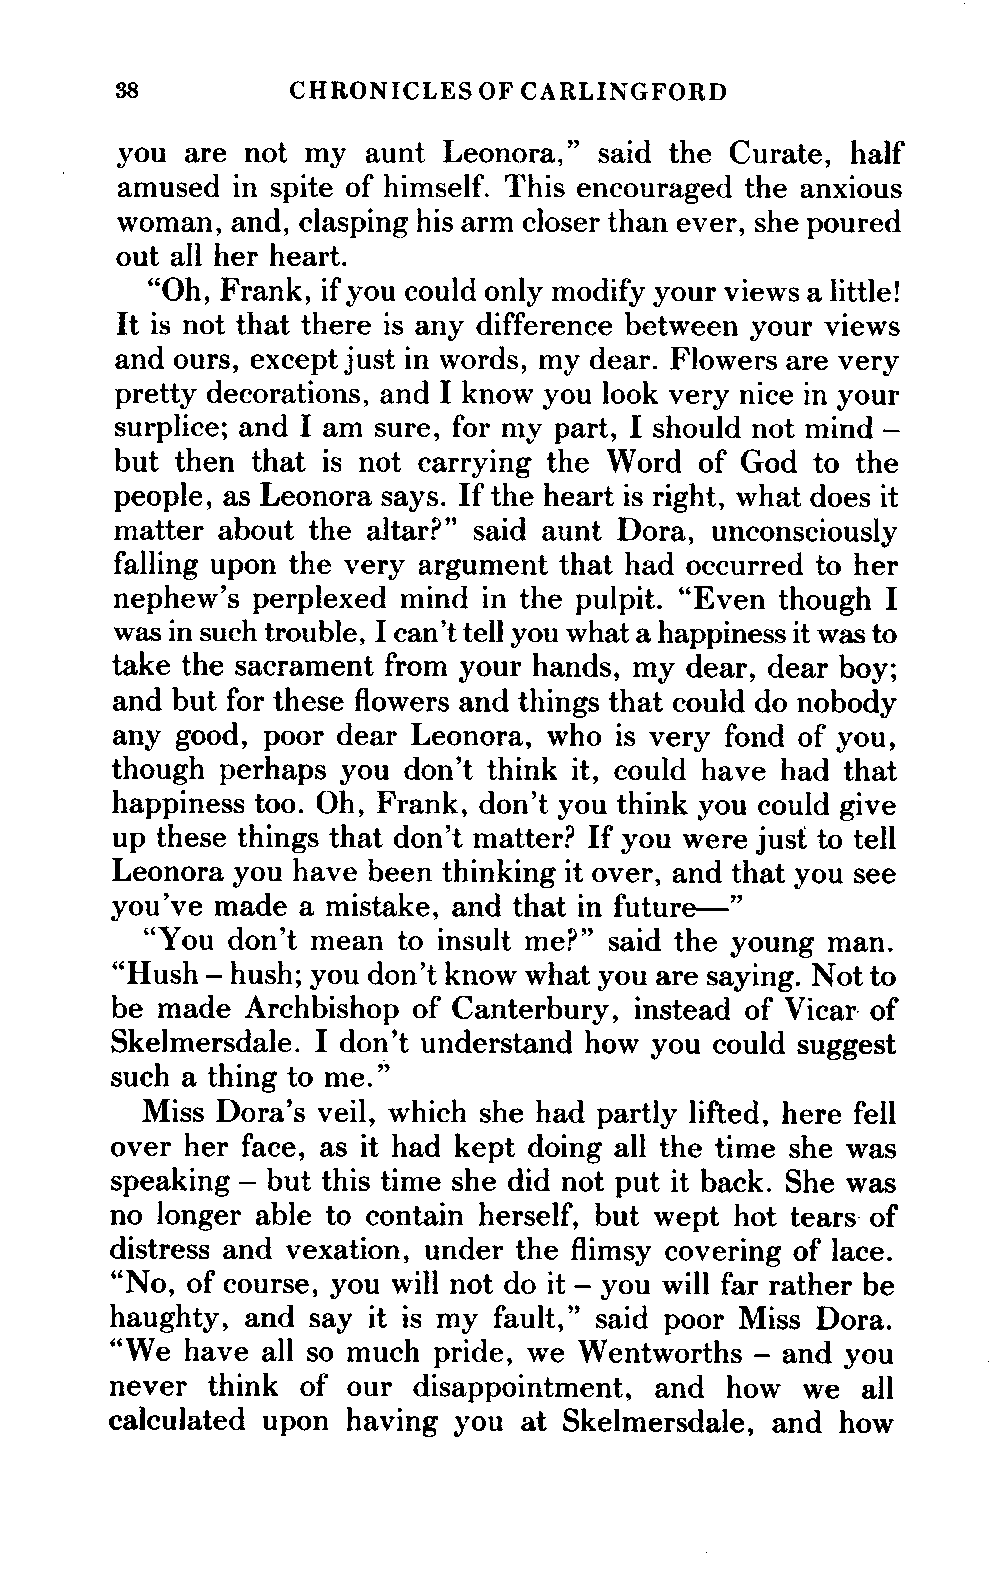 38 CHRONICLES OF CARLINGFORD
you are not my aunt Leonora,” said the Curate, half
amused in spite of himself. This encouraged the anxious
woman, and, clasping his arm closer than ever, she poured
out all her heart.
“Oh, Frank, if you could only modify your views a little!
It is not that there is any difference between your views
and ours, except just in words, my dear. Flowers are very
pretty decorations, and I know you look very nice in your
surplice; and I am sure, for my part, I should not mind –
but then that is not carrying the Word of God to the
people, as Leonora says. If the heart is right, what does it
matter about the altar?” said aunt Dora, unconsciously
falling upon the very argument that had occurred to her
nephew’s perplexed mind in the pulpit. “Even though I
was in such trouble, I can’t tell you what a happiness it was to
take the sacrament from your hands, my dear, dear boy;
and but for these flowers and things that could do nobody
any good, poor dear Leonora, who is very fond of you,
though perhaps you don’t think it, could have had that
happiness too. Oh, Frank, don’t you think you could give
up these things that don’t matter? If you were just to tell
Leonora you have been thinking it over, and that you see
you’ve made a mistake, and that in future—”
“You don’t mean to insult me?” said the young man.
“Hush – hush; you don’t know what you are saying. Not to
be made Archbishop of Canterbury, instead of Vicar of
Skelmersdale. I don’t understand how you could suggest
such a thing to me.”
Miss Dora’s veil, which she had partly lifted, here fell
over her face, as it had kept doing all the time she was
speaking – but this time she did not put it back. She was
no longer able to contain herself, but wept hot tears of
distress and vexation, under the flimsy covering of lace.
“No, of course, you will not do it – you will far rather be
haughty, and say it is my fault,” said poor Miss Dora.
“We have all so much pride, we Wentworths – and you
never think of our disappointment, and how we all
calculated upon having you at Skelmersdale, and how